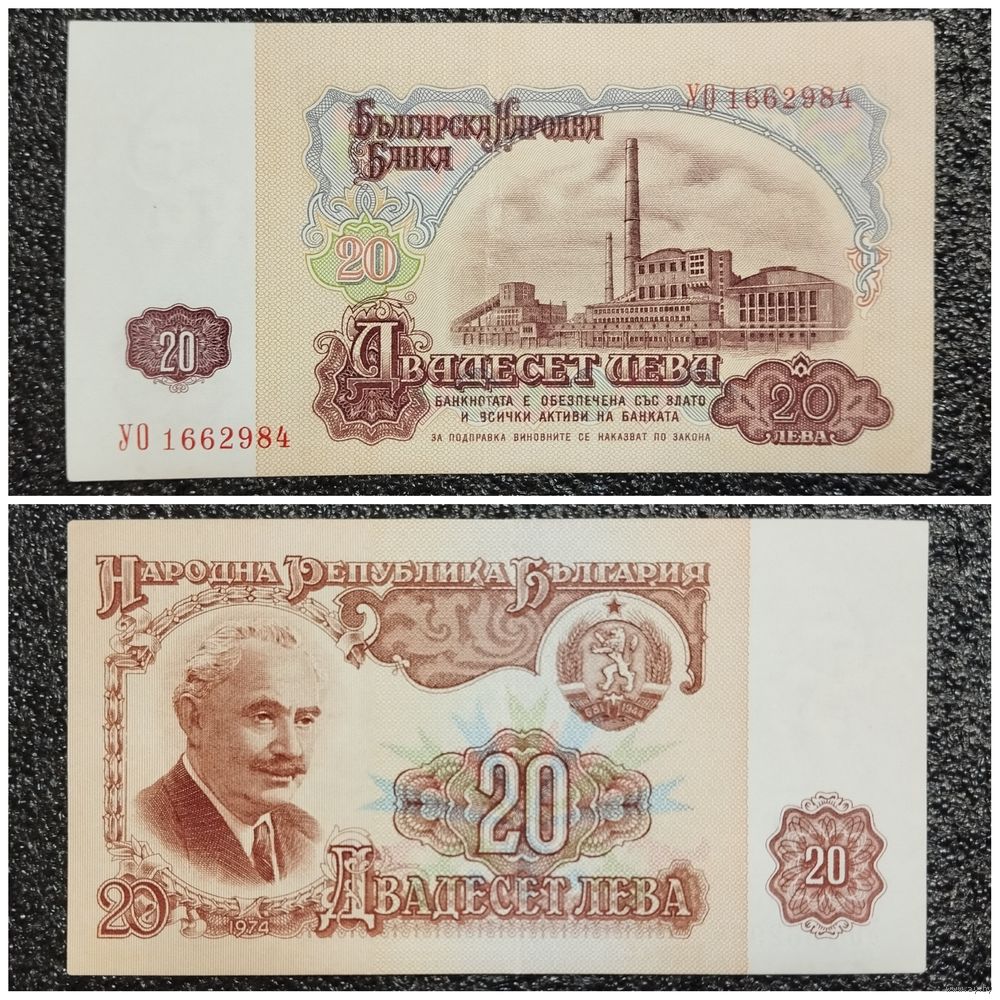 БЪЛГАРСКА НАРОДНА
БАНКА
УО 1662984
20
20
ДВАДЕСЕТ ЛЕВА
БАНКНОТАТА Е ОБЕЗПЕЧЕНА СЪС ЗЛАТО
И ВСИЧКИ АКТИВИ НА БАНКАТА
ЗА ПОДПРАВКА ВИНОВНИТЕ СЕ НАКАЗВАТ ПО ЗАКОНА
20
ЛЕВА
УО 1662984
НАРОДНА РЕПУБЛИКА БЪЛГАРИЯ
681 1944
20
20
20
1974
ДВАДЕСЕТ ЛЕВА